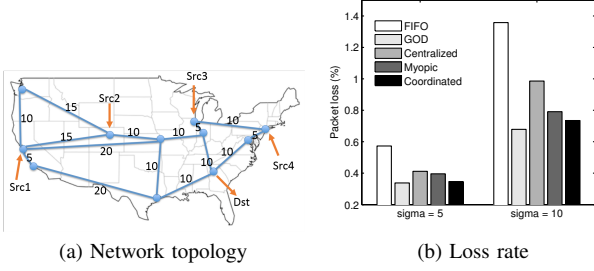 Src3
15
Src2
10
10
5
10
15
10
10
5
20
10
10
Src4
5
Src1
20
10
Dst
(a) Network topology
Packet loss (%)
1.4
1.2
1
0.8
0.6
0.4
0.2
FIFO
GOD
Centralized
Myopic
Coordinated
sigma = 5
sigma = 10
(b) Loss rate